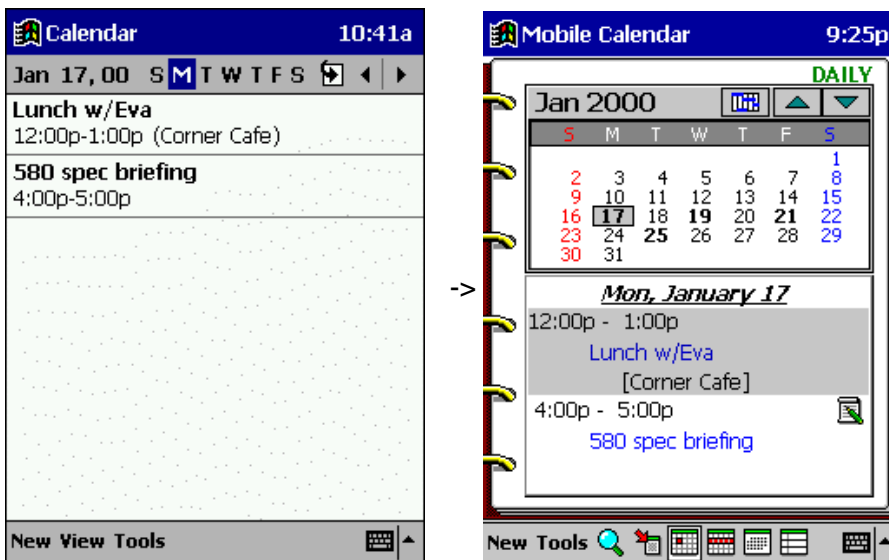 Calendar 10:41a
Jan 17, 00 S M T W T F S
Lunch w/Eva
12:00p-1:00p (Corner Cafe)
580 spec briefing
4:00p-5:00p
New View Tools
->
Mobile Calendar 9:25p
DAILY
Jan 2000
S M T W T F S
1
2 3 4 5 6 7 8
9 10 11 12 13 14 15
16 17 18 19 20 21 22
23 24 25 26 27 28 29
30 31
Mon, January 17
12:00p - 1:00p
Lunch w/Eva
[Corner Cafe]
4:00p - 5:00p
580 spec briefing
New Tools